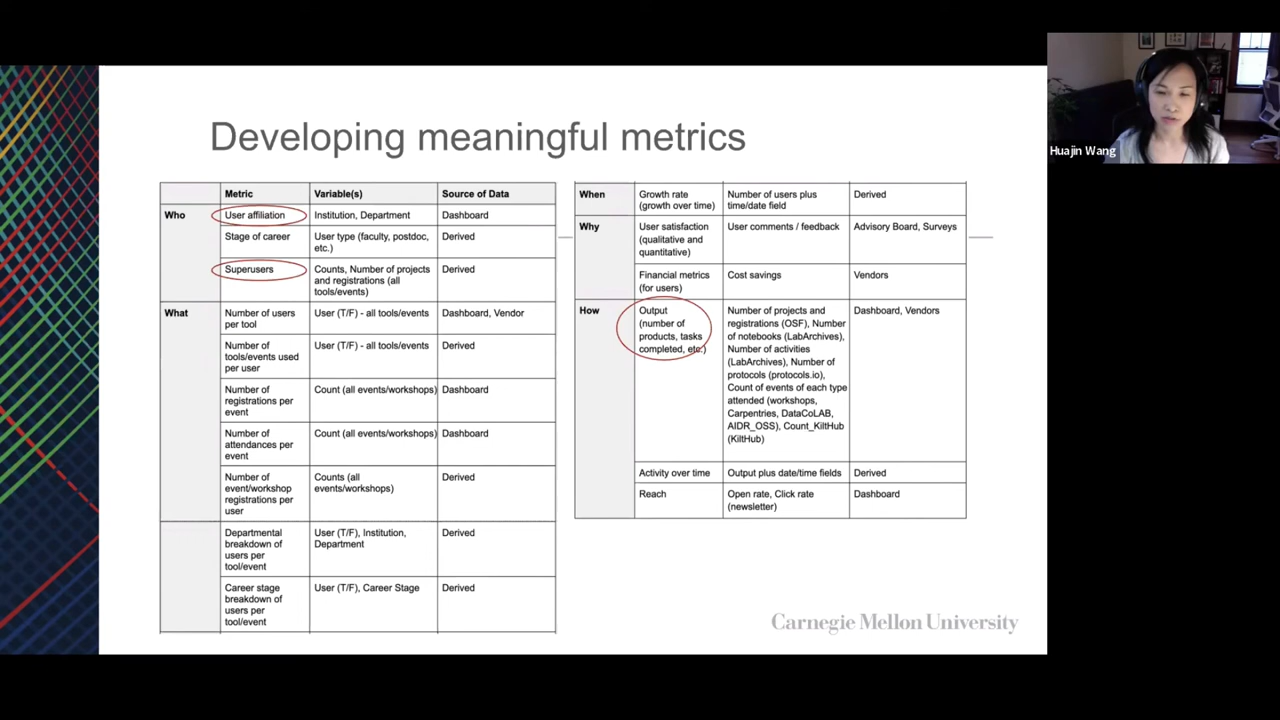 Developing meaningful metrics
Metric Variable(s) Source of Data
Who User affiliation Institution, Department Dashboard
Stage of career User type (faculty, postdoc, Derived
etc.)
Superusers Counts, Number of projects Derived
and registrations (all
tools/events)
What Number of users User (T/F) - all tools/events Dashboard, Vendor
per tool
Number of User (T/F) - all tools/events Derived
tools/events used
per user
Number of Count (all events/workshops) Dashboard
registrations per
event
Number of Count (all events/workshops) Dashboard
attendances per
event
Number of Counts (all Derived
event/workshop events/workshops)
registrations per
user
Departmental User (T/F), Institution, Derived
breakdown of Department
users per
tool/event
Career stage User (T/F), Career Stage Derived
breakdown of
users per
tool/event
When Growth rate Number of users plus Derived
(growth over time) time/date field
Why User satisfaction User comments / feedback Advisory Board, Surveys
(qualitative and
quantitative)
Financial metrics Cost savings Vendors
(for users)
How Output Number of projects and Dashboard, Vendors
(number of registrations (OSF), Number
products, tasks of notebooks (LabArchives),
completed, etc.) Number of activities
(LabArchives), Number of
protocols (protocols.io),
Count of events of each type
attended (workshops,
Carpentries, DataCoLAB,
AIDR_OSS), Count_KiltHub
(KiltHub)
Activity over time Output plus date/time fields Derived
Reach Open rate, Click rate Dashboard
(newsletter)
Carnegie Mellon University
Huajin Wang